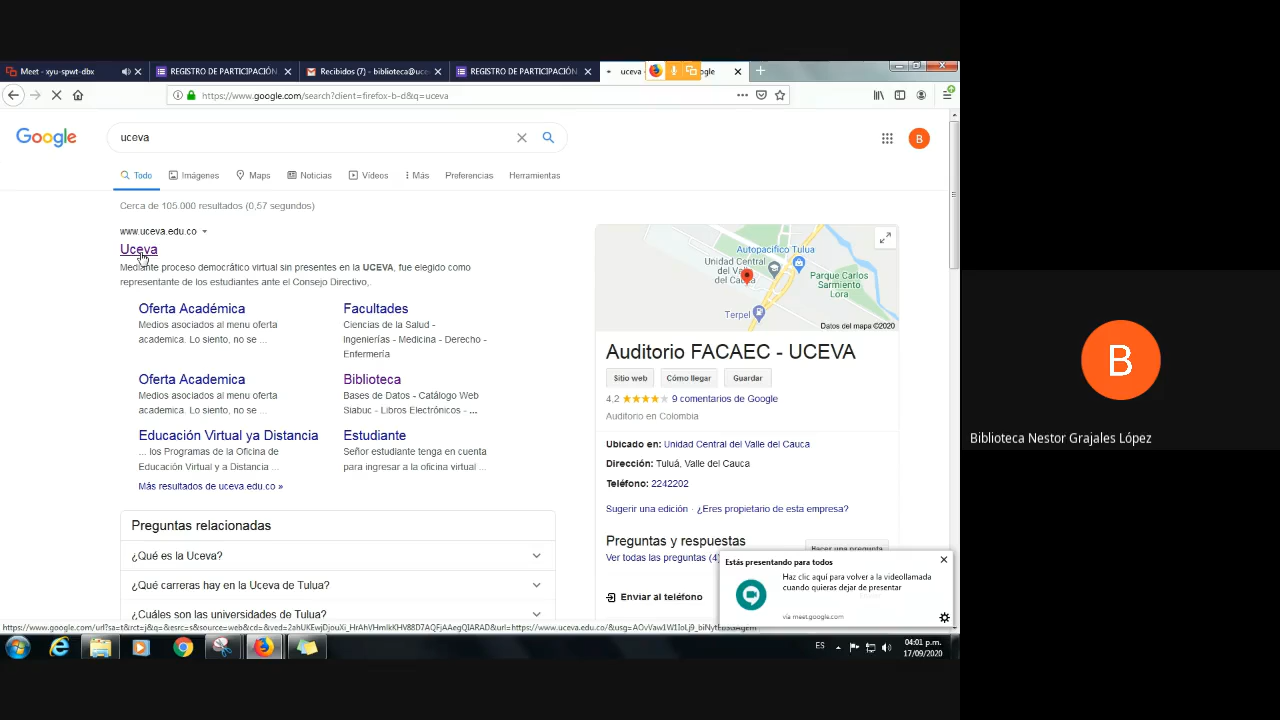 Meet - xyu-spwt-dbx
REGISTRO DE PARTICIPACIÓN
Recibidos (7) - biblioteca@uce
REGISTRO DE PARTICIPACIÓN
uceva
gle
https://www.google.com/search?client=firefox-b-d&q=uceva
Google
uceva
B
Todo
Imágenes
Maps
Noticias
Vídeos
Más
Preferencias
Herramientas
Cerca de 105.000 resultados (0,57 segundos)
www.uceva.edu.co
Uceva
Mediante proceso democrático virtual sin presentes en la UCEVA, fue elegido como
representante de los estudiantes ante el Consejo Directivo,.
Oferta Académica
Medios asociados al menu oferta
academica. Lo siento, no se ...
Facultades
Ciencias de la Salud -
Ingenierías - Medicina - Derecho -
Enfermería
Oferta Academica
Medios asociados al menu oferta
academica. Lo siento, no se ...
Biblioteca
Bases de Datos - Catálogo Web
Siabuc - Libros Electrónicos - ...
Educación Virtual ya Distancia
... los Programas de la Oficina de
Educación Virtual y a Distancia ...
Estudiante
Señor estudiante tenga en cuenta
para ingresar a la oficina virtual ...
Más resultados de uceva.edu.co »
Preguntas relacionadas
¿Qué es la Uceva?
¿Qué carreras hay en la Uceva de Tulua?
¿Cuáles son las universidades de Tulua?
Autopacifico Tulua
Unidad Central
del Valle
del Cauca
Parque Carlos
Sarmiento
Lora
Terpel
Datos del mapa ©2020
Auditorio FACAEC - UCEVA
Sitio web
Cómo llegar
Guardar
4,2 ★★★★ 9 comentarios de Google
Auditorio en Colombia
Ubicado en: Unidad Central del Valle del Cauca
Dirección: Tuluá, Valle del Cauca
Teléfono: 2242202
Sugerir una edición · ¿Eres propietario de esta empresa?
Preguntas y respuestas
Ver todas las preguntas (4)
Hacer una pregunta
Enviar al teléfono
Estás presentando para todos
Haz clic aquí para volver a la videollamada
cuando quieras dejar de presentar
via meet.google.com
ES
04:01 p.m.
17/09/2020
B
Biblioteca Nestor Grajales López